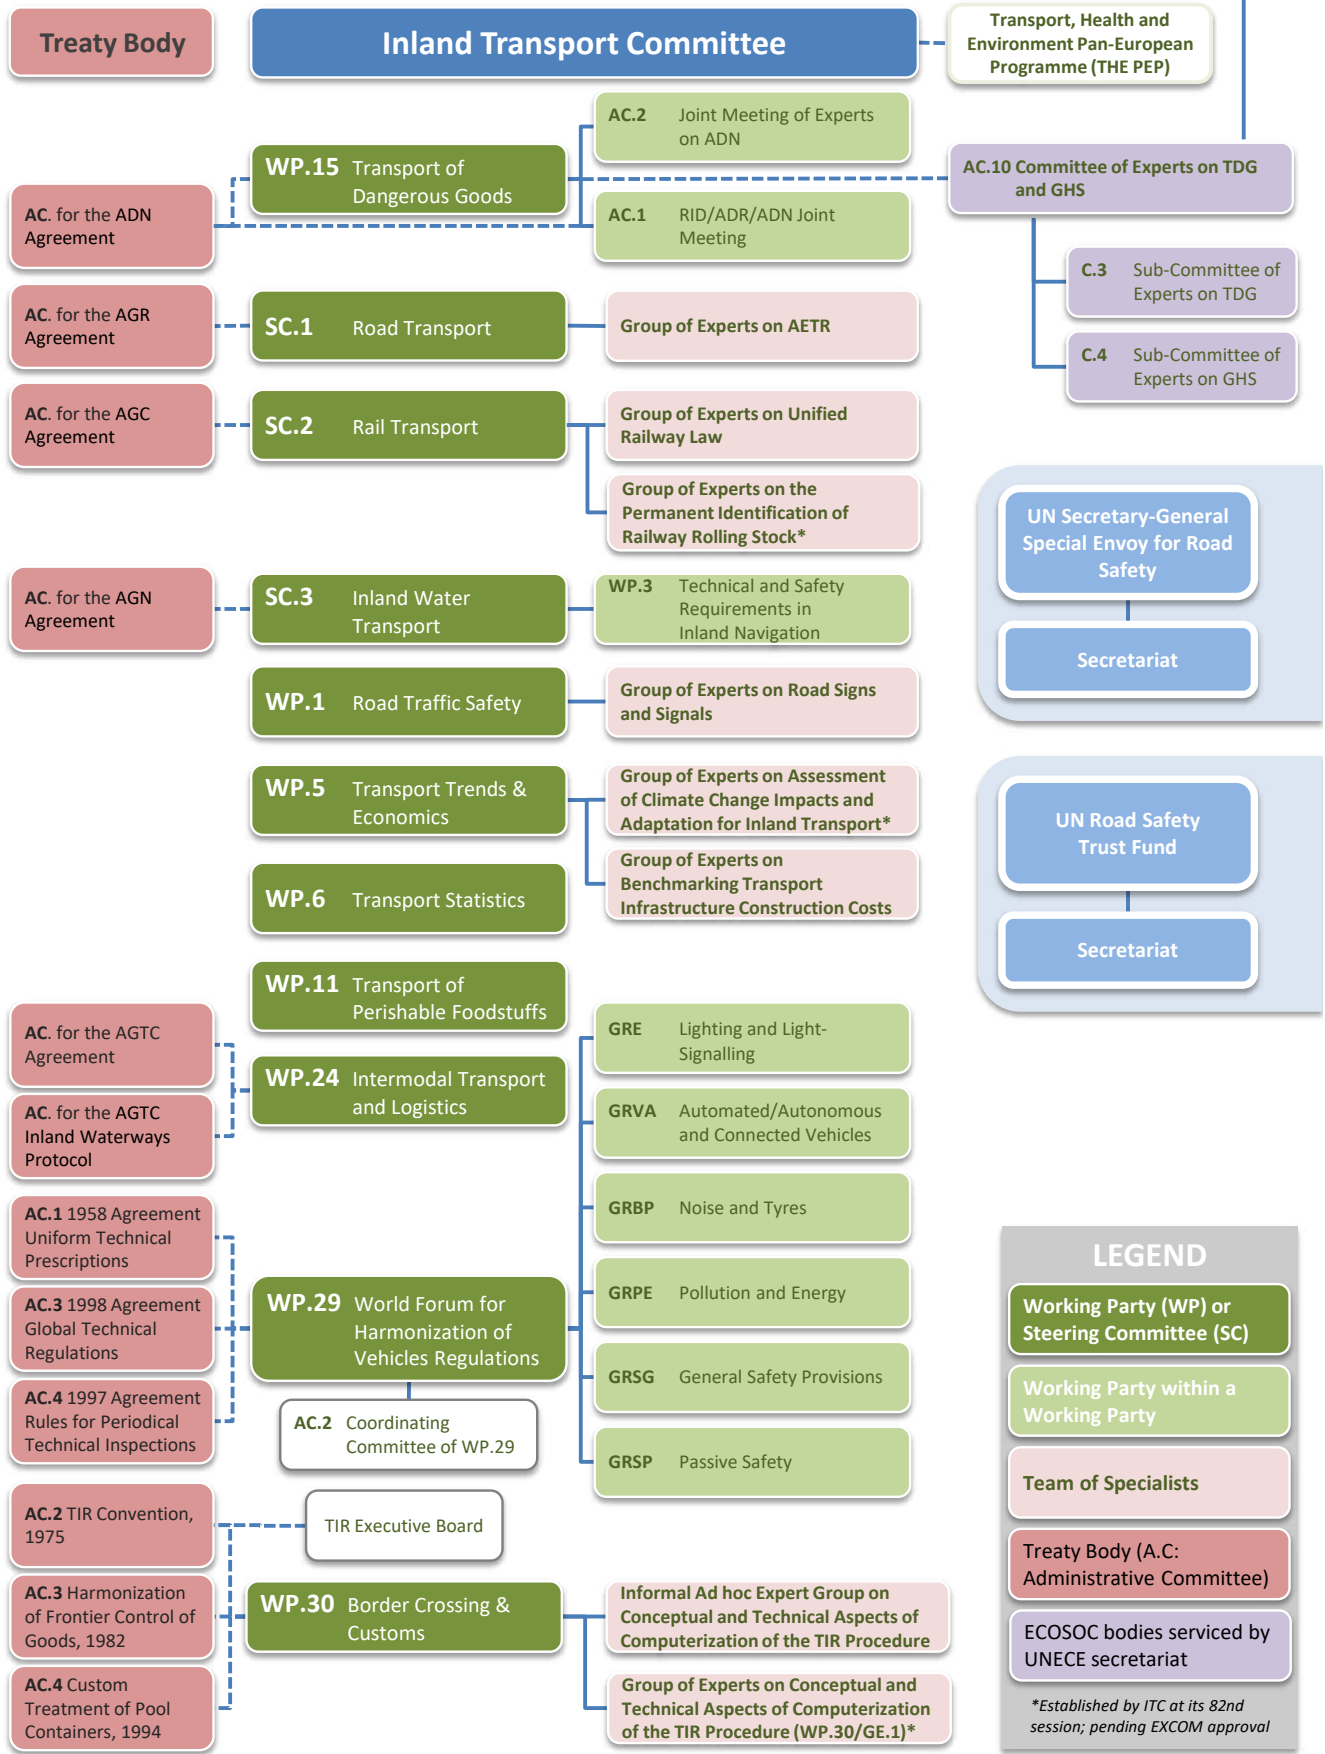 Treaty Body
Inland Transport Committee
Transport, Health and
Environment Pan-European
Programme (THE PEP)
AC.2 Joint Meeting of Experts
on ADN
WP.15 Transport of
Dangerous Goods
AC.10 Committee of Experts on TDG
and GHS
AC. for the ADN
Agreement
AC.1 RID/ADR/ADN Joint
Meeting
C.3 Sub-Committee of
Experts on TDG
AC. for the AGR
Agreement
SC.1 Road Transport
Group of Experts on AETR
C.4 Sub-Committee of
Experts on GHS
AC. for the AGC
Agreement
SC.2 Rail Transport
Group of Experts on Unified
Railway Law
Group of Experts on the
Permanent Identification of
Railway Rolling Stock*
UN Secretary-General
Special Envoy for Road
Safety
Secretariat
AC. for the AGN
Agreement
SC.3 Inland Water
Transport
WP.3 Technical and Safety
Requirements in
Inland Navigation
WP.1 Road Traffic Safety
Group of Experts on Road Signs
and Signals
WP.5 Transport Trends &
Economics
Group of Experts on Assessment
of Climate Change Impacts and
Adaptation for Inland Transport*
Group of Experts on
Benchmarking Transport
Infrastructure Construction Costs
UN Road Safety
Trust Fund
Secretariat
WP.6 Transport Statistics
WP.11 Transport of
Perishable Foodstuffs
AC. for the AGTC
Agreement
WP.24 Intermodal Transport
and Logistics
AC. for the AGTC
Inland Waterways
Protocol
GRE Lighting and Light-
Signalling
GRVA Automated/Autonomous
and Connected Vehicles
GRBP Noise and Tyres
GRPE Pollution and Energy
GRSG General Safety Provisions
GRSP Passive Safety
AC.1 1958 Agreement
Uniform Technical
Prescriptions
AC.3 1998 Agreement
Global Technical
Regulations
AC.4 1997 Agreement
Rules for Periodical
Technical Inspections
WP.29 World Forum for
Harmonization of
Vehicles Regulations
AC.2 Coordinating
Committee of WP.29
AC.2 TIR Convention,
1975
TIR Executive Board
AC.3 Harmonization
of Frontier Control of
Goods, 1982
WP.30 Border Crossing &
Customs
AC.4 Custom
Treatment of Pool
Containers, 1994
Informal Ad hoc Expert Group on
Conceptual and Technical Aspects of
Computerization of the TIR Procedure
Group of Experts on Conceptual and
Technical Aspects of Computerization
of the TIR Procedure (WP.30/GE.1)*
LEGEND
Working Party (WP) or
Steering Committee (SC)
Working Party within a
Working Party
Team of Specialists
Treaty Body (A.C:
Administrative Committee)
ECOSOC bodies serviced by
UNECE secretariat
*Established by ITC at its 82nd
session; pending EXCOM approval